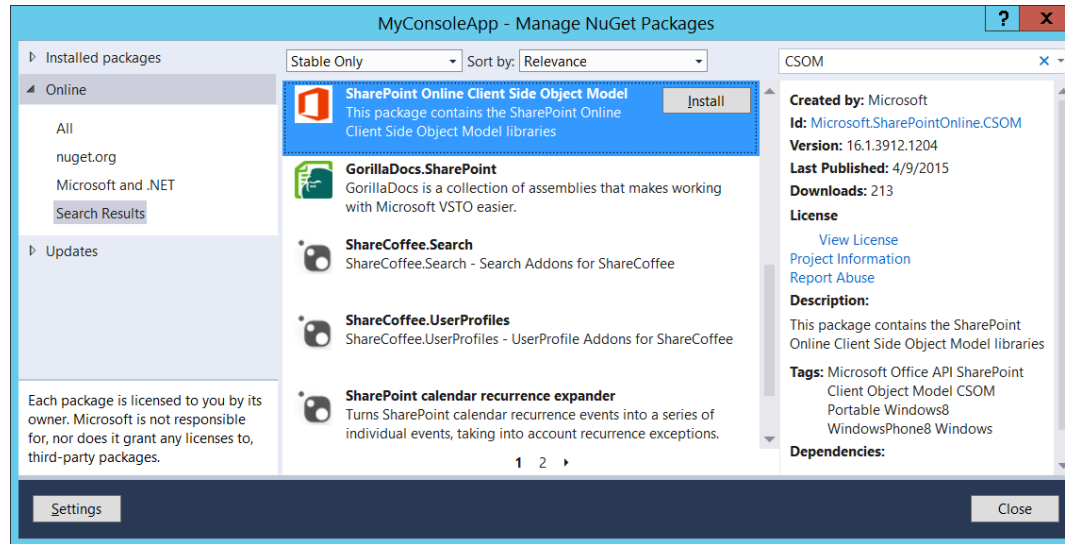 MyConsoleApp - Manage NuGet Packages
?
X
Installed packages
Online
All
nuget.org
Microsoft and .NET
Search Results
Updates
Each package is licensed to you by its
owner. Microsoft is not responsible
for, nor does it grant any licenses to,
third-party packages.
Stable Only
Sort by: Relevance
SharePoint Online Client Side Object Model
Install
This package contains the SharePoint Online
Client Side Object Model libraries
GorillaDocs.SharePoint
GorillaDocs is a collection of assemblies that makes working
with Microsoft VSTO easier.
ShareCoffee.Search
ShareCoffee.Search - Search Addons for ShareCoffee
ShareCoffee.UserProfiles
ShareCoffee.UserProfiles - UserProfile Addons for ShareCoffee
SharePoint calendar recurrence expander
Turns SharePoint calendar recurrence events into a series of
individual events, taking into account recurrence exceptions.
1 2
CSOM
Created by: Microsoft
Id: Microsoft.SharePointOnline.CSOM
Version: 16.1.3912.1204
Last Published: 4/9/2015
Downloads: 213
License
View License
Project Information
Report Abuse
Description:
This package contains the SharePoint
Online Client Side Object Model libraries
Tags: Microsoft Office API SharePoint
Client Object Model CSOM
Portable Windows8
WindowsPhone8 Windows
Dependencies:
Settings
Close